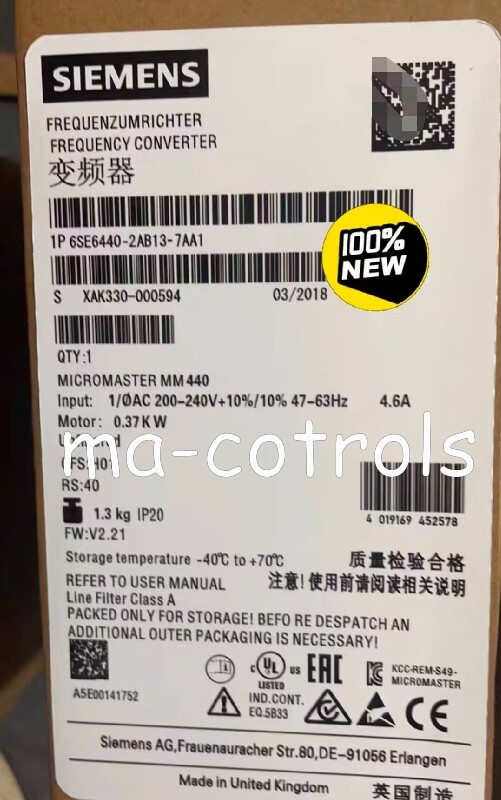 SIEMENS
FREQUENZUMRICHTER
FREQUENCY CONVERTER
变频器
1P 6SE6440-2AB13-7AA1
100%
NEW
S XAK330-000594 03/2018
QTY:1
MICROMASTER MM 440
Input: 1/ØAC 200-240V+10%/10% 47-63Hz 4.6A
Motor: 0.37KW
ma-cotrols
RS:40
1.3 kg IP20
4 019169 452578
FW:V2.21
Storage temperature -40℃ to +70℃
质量检验合格
REFER TO USER MANUAL
注意!使用前请阅读相关说明
Line Filter Class A
PACKED ONLY FOR STORAGE! BEFO RE DESPATCH AN
ADDITIONAL OUTER PACKAGING IS NECESSARY!
A5E00141752
C UL US
LISTED
IND.CONT.
EQ.5B33
EAC
KCC-REM-S49-
MICROMASTER
CE
Siemens AG,Frauenauracher Str.80,DE-91056 Erlangen
Made in United Kingdom
英国制造